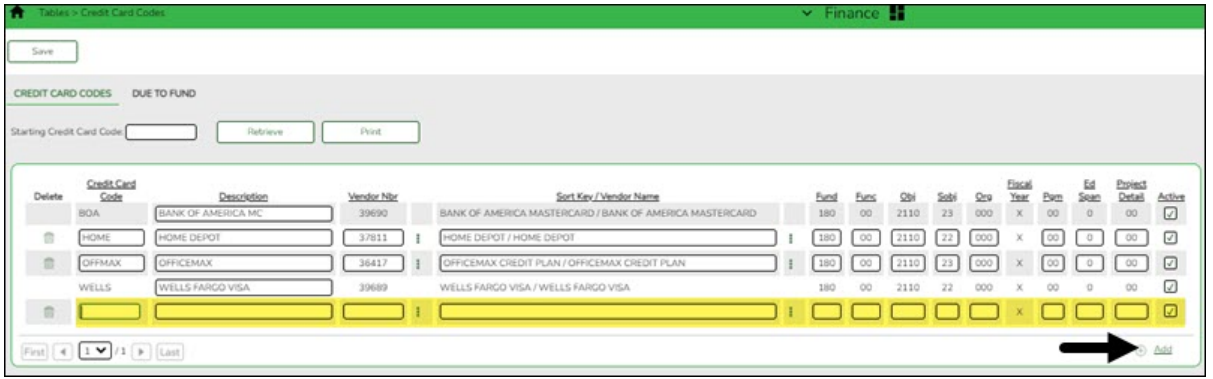 Tables > Credit Card Codes
Finance
Save
CREDIT CARD CODES DUE TO FUND
Starting Credit Card Code: Retrieve Print
Delete Credit Card Code Description Vendor Nbr Sort Key / Vendor Name Fund Func Obj Sobj Org Fiscal Year Pgm Ed Span Project Detail Active
BOA BANK OF AMERICA MC 39690 BANK OF AMERICA MASTERCARD / BANK OF AMERICA MASTERCARD 180 00 2110 23 000 X 00 0 00
HOME HOME DEPOT 37811 HOME DEPOT / HOME DEPOT 180 00 2110 22 000 X 00 0 00
OFFMAX OFFICEMAX 36417 OFFICEMAX CREDIT PLAN / OFFICEMAX CREDIT PLAN 180 00 2110 23 000 X 00 0 00
WELLS WELLS FARGO VISA 39689 WELLS FARGO VISA / WELLS FARGO VISA 180 00 2110 22 000 X 00 0 00
X
First 1 / 1 Last Add